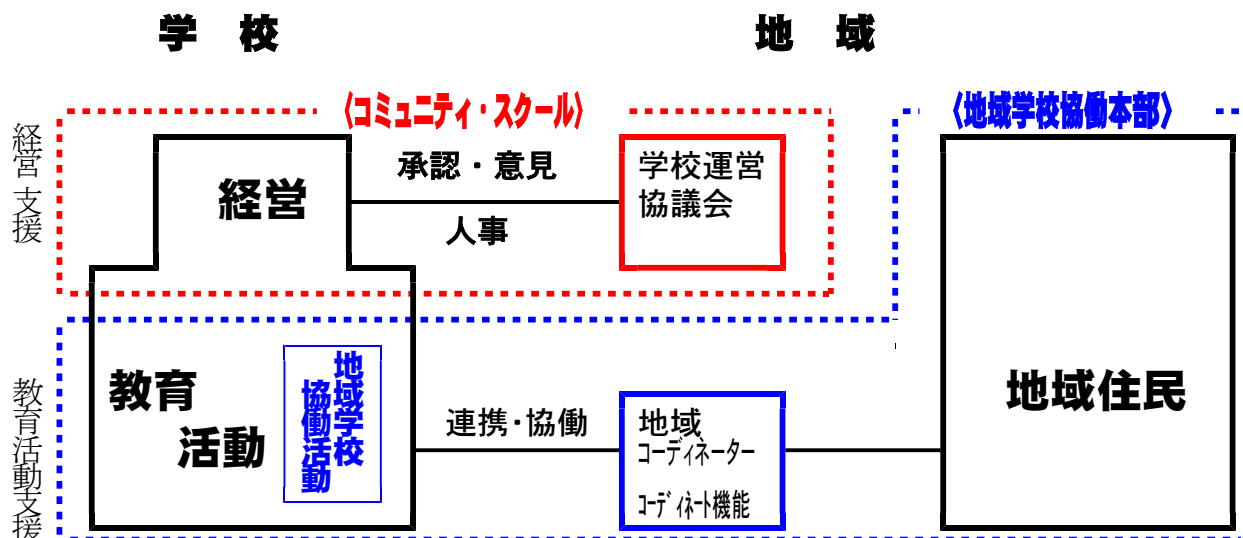 学 校
地 域
〈コミュニティ・スクール〉
〈地域学校協働本部〉
経営支援
経営
承認・意見
人事
学校運営
協議会
教育活動支援
教育
活動
地域学校
協働活動
連携・協働
地域
コーディネーター
コーディネート機能
地域住民